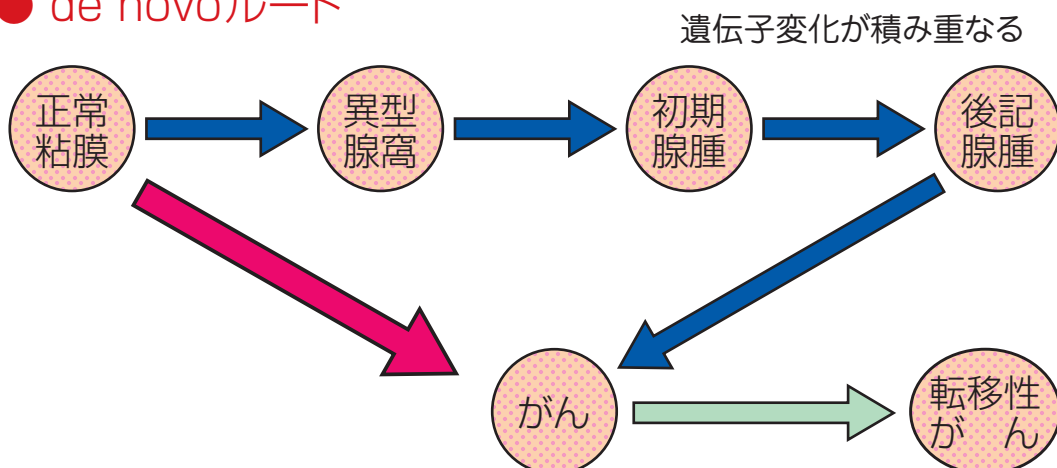 ● de novoルート
遺伝子変化が積み重なる
正常
粘膜
異型
腺窩
初期
腺腫
後記
腺腫
がん
転移性
がん